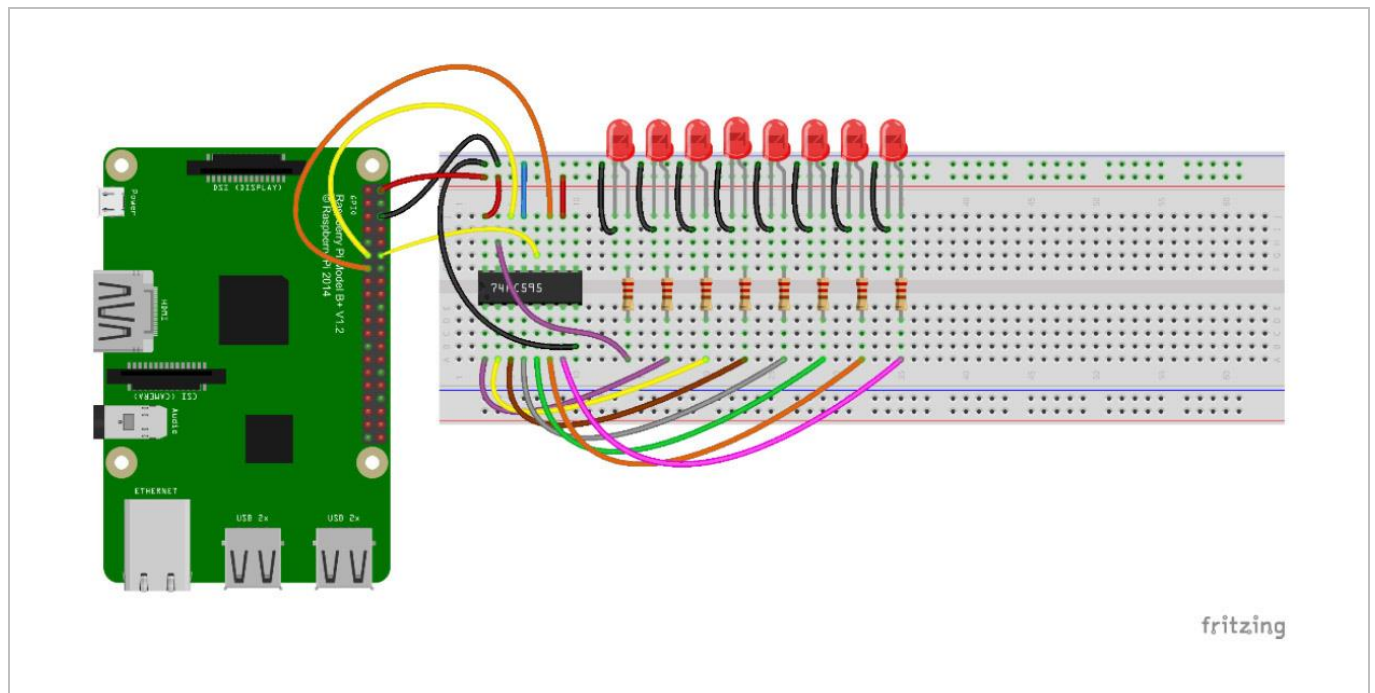 DSI (DISPLAY)
Power
GPIO
Raspberry Pi Model B+ V1.2
© Raspberry Pi 2014
HDMI
74HC595
CSI (CAMERA)
Audio
ETHERNET
USB 2x
USB 2x
fritzing